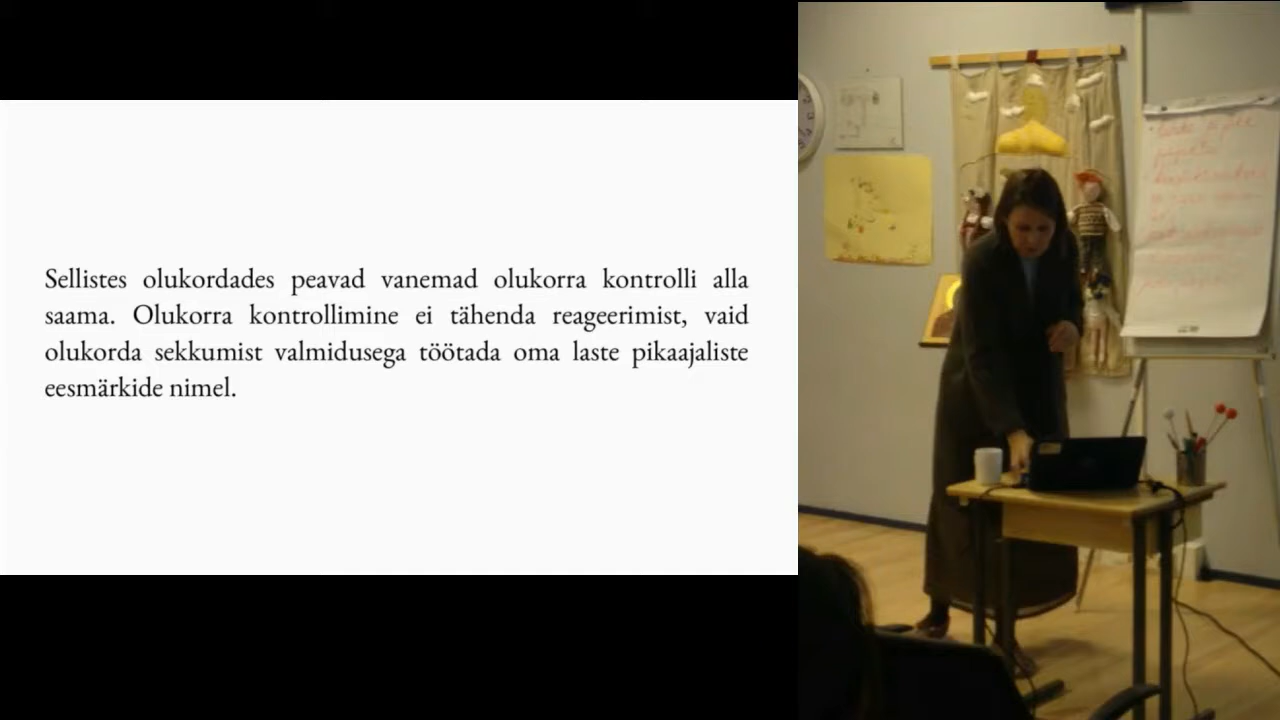 Sellistes olukordades peavad vanemad olukorra kontrolli alla
saama. Olukorra kontrollimine ei tähenda reageerimist, vaid
olukorda sekkumist valmidusega töötada oma laste pikaajaliste
eesmärkide nimel.